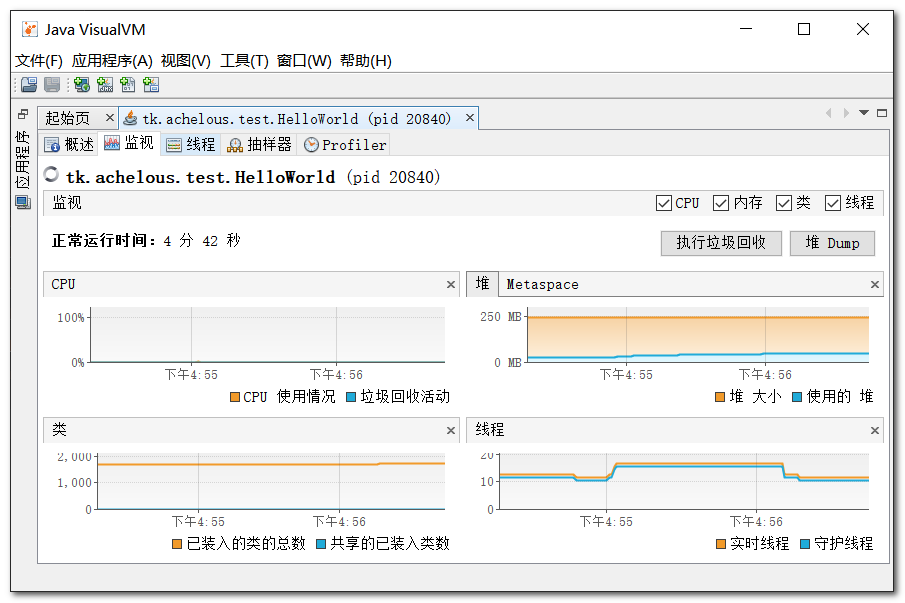 Java VisualVM
文件(F) 应用程序(A) 视图(V) 工具(T) 窗口(W) 帮助(H)
应用程序
起始页 tk.achelous.test.HelloWorld (pid 20840)
概述 监视 线程 抽样器 Profiler
tk.achelous.test.HelloWorld (pid 20840)
监视 CPU 内存 类 线程
正常运行时间: 4 分 42 秒 执行垃圾回收 堆 Dump
CPU
100%
0%
下午4:55 下午4:56
CPU 使用情况 垃圾回收活动
堆 Metaspace
250 MB
0 MB
下午4:55 下午4:56
堆 大小 使用的 堆
类
2,000
1,000
0
下午4:55 下午4:56
已装入的类的总数 共享的已装入类数
线程
20
10
0
下午4:55 下午4:56
实时线程 守护线程